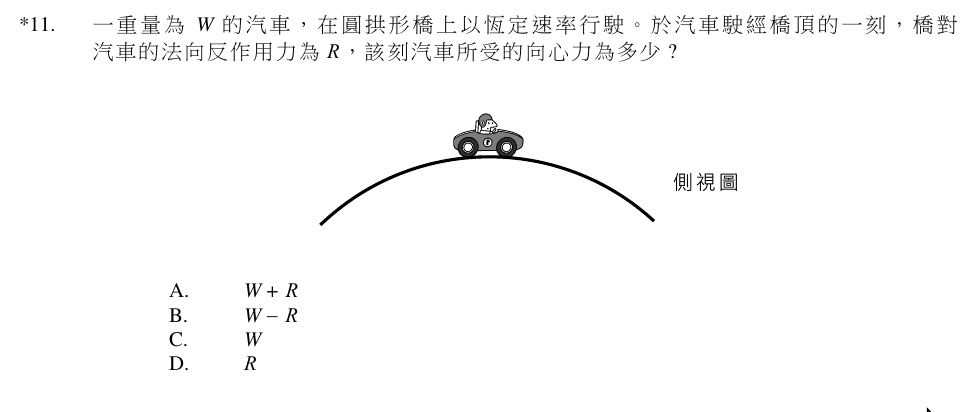 *11. 一重量為 W 的汽車，在圓拱形橋上以恆定速率行駛。於汽車駛經橋頂的一刻，橋對
汽車的法向反作用力為 R，該刻汽車所受的向心力為多少？
側視圖
A. W + R
B. W – R
C. W
D. R